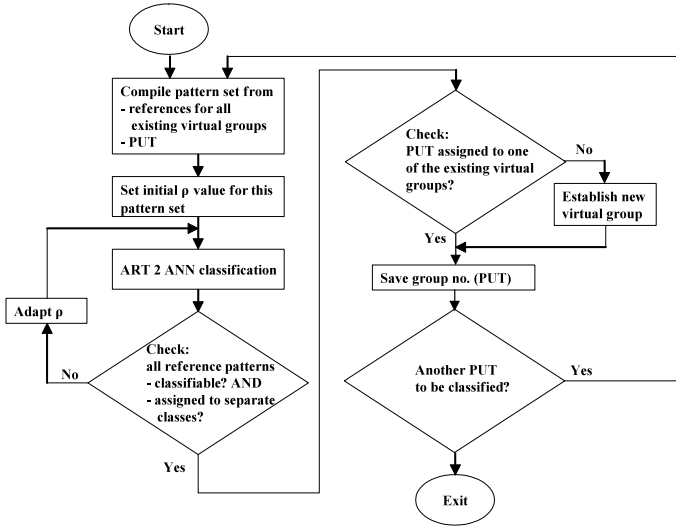 Start
Compile pattern set from
- references for all
existing virtual groups
- PUT
Set initial ρ value for this
pattern set
ART 2 ANN classification
Adapt ρ
Check:
all reference patterns
- classifiable? AND
- assigned to separate
classes?
No
Yes
Check:
PUT assigned to one
of the existing virtual
groups?
No
Establish new
virtual group
Yes
Save group no. (PUT)
Another PUT
to be classified?
Yes
Exit